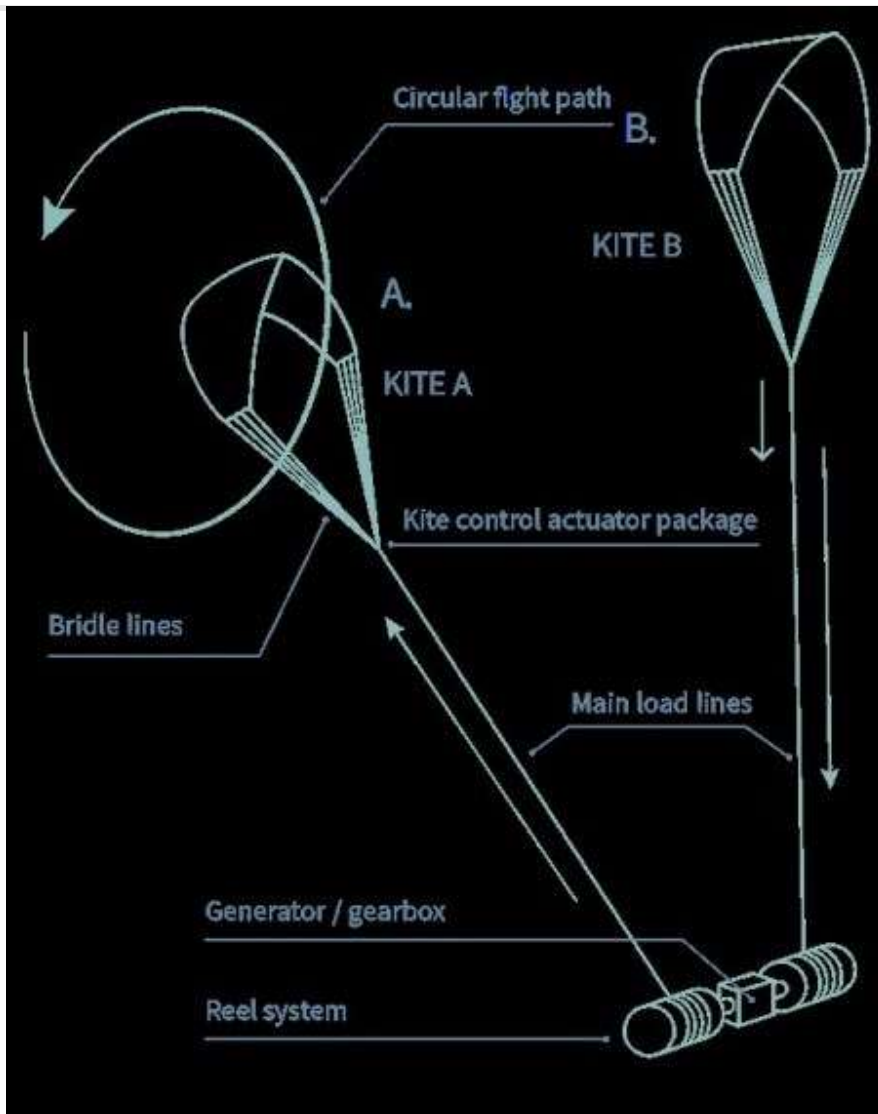 Circular flght path
B.
KITE B
A.
KITE A
Kite control actuator package
Bridle lines
Main load lines
Generator / gearbox
Reel system